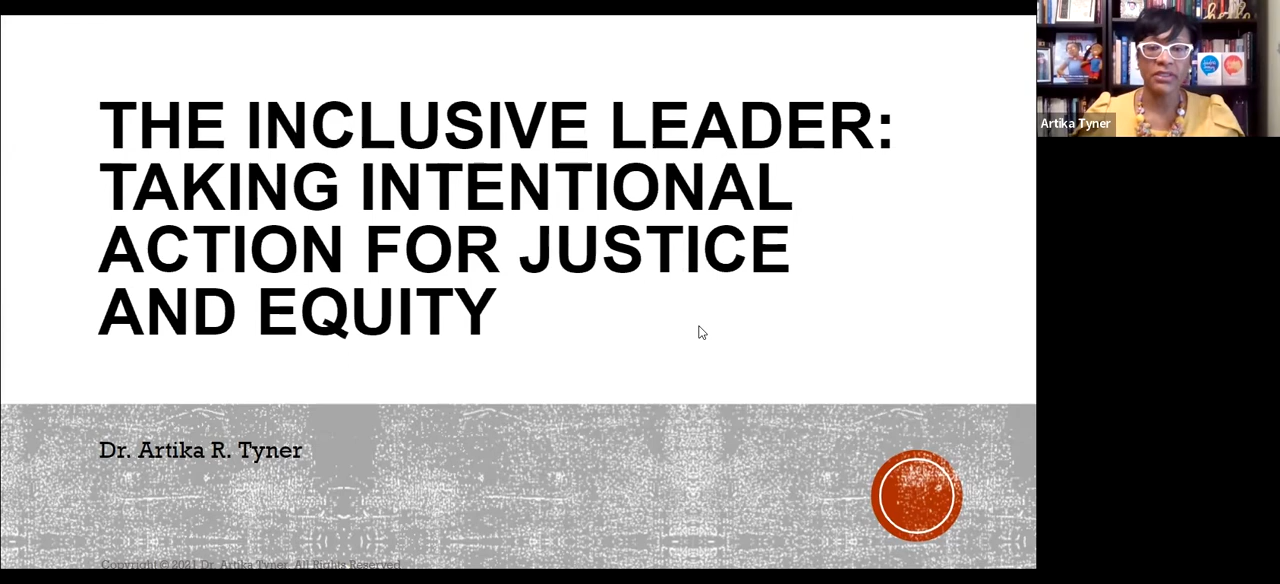 THE INCLUSIVE LEADER:
TAKING INTENTIONAL
ACTION FOR JUSTICE
AND EQUITY
Dr. Artika R. Tyner
Copyright © 2021 Dr. Artika Tyner. All Rights Reserved
Artika Tyner
hello